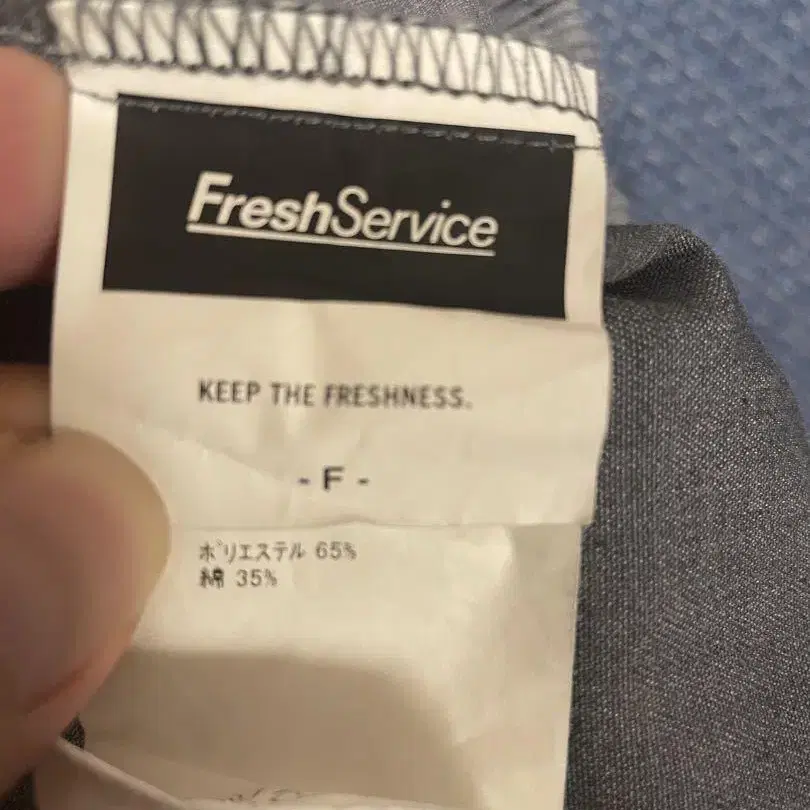 FreshService
KEEP THE FRESHNESS.
- F -
ポリエステル 65%
綿 35%